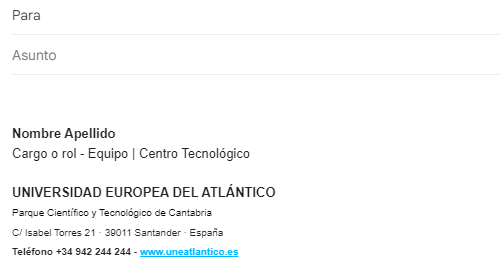 Para
Asunto
Nombre Apellido
Cargo o rol - Equipo | Centro Tecnológico
UNIVERSIDAD EUROPEA DEL ATLÁNTICO
Parque Científico y Tecnológico de Cantabria
C/ Isabel Torres 21 · 39011 Santander · España
Teléfono +34 942 244 244 - www.uneatlantico.es